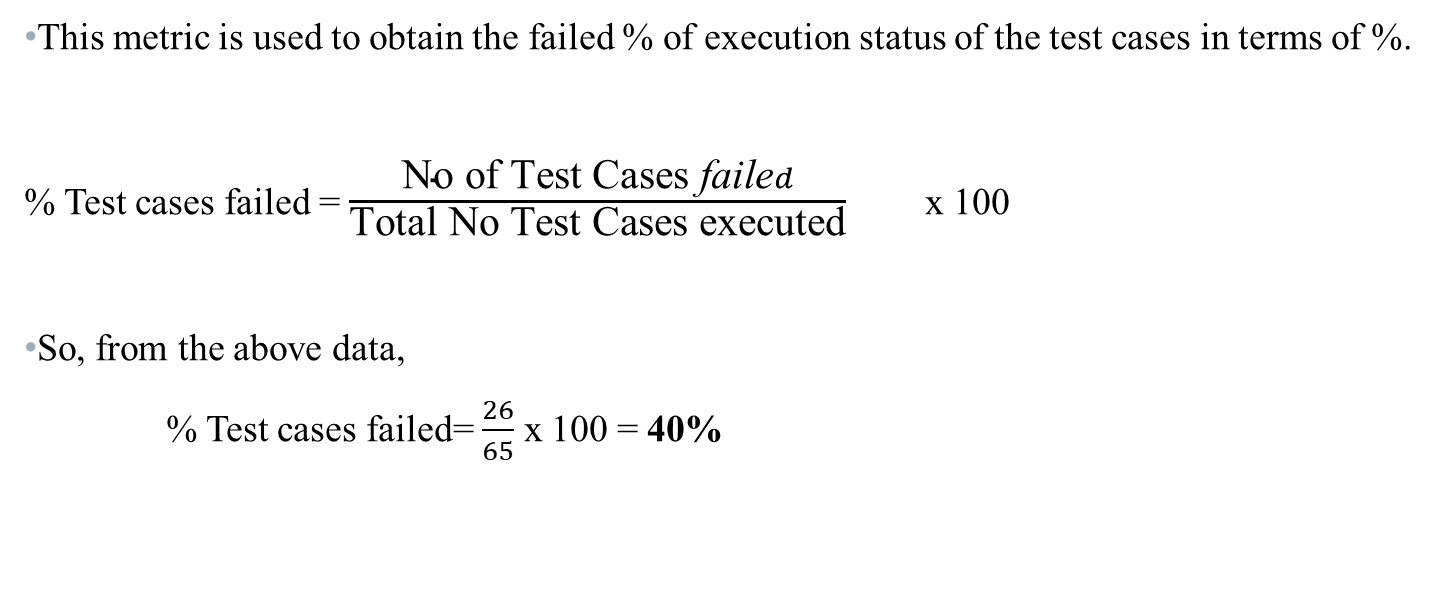 •This metric is used to obtain the failed % of execution status of the test cases in terms of %.
% Test cases failed = No of Test Cases failed / Total No Test Cases executed x 100
•So, from the above data,
% Test cases failed= 26/65 x 100 = 40%